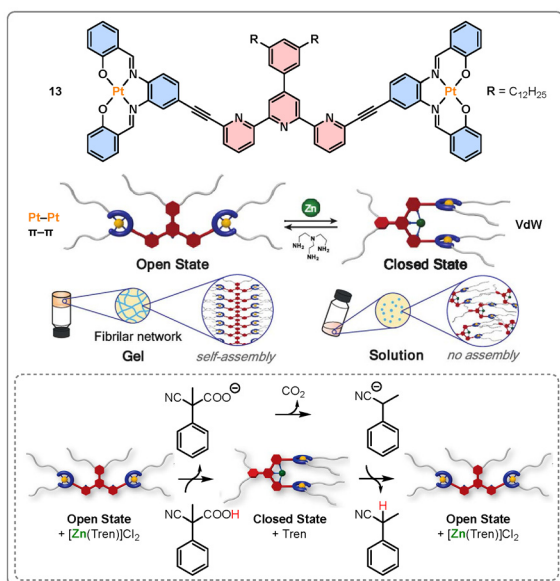 R
R
13
R = C12H25
O
Pt
O
N
N
N
N
N
N
N
O
Pt
O
Pt–Pt
π–π
Zn
N
NH2
NH2
NH2
VdW
Open State
Closed State
Fibrilar network
Gel
self-assembly
Solution
no assembly
NC
COO
⊖
CO2
NC
⊖
Open State
+ [Zn(Tren)]Cl2
NC
COOH
Closed State
+ Tren
NC
H
Open State
+ [Zn(Tren)]Cl2